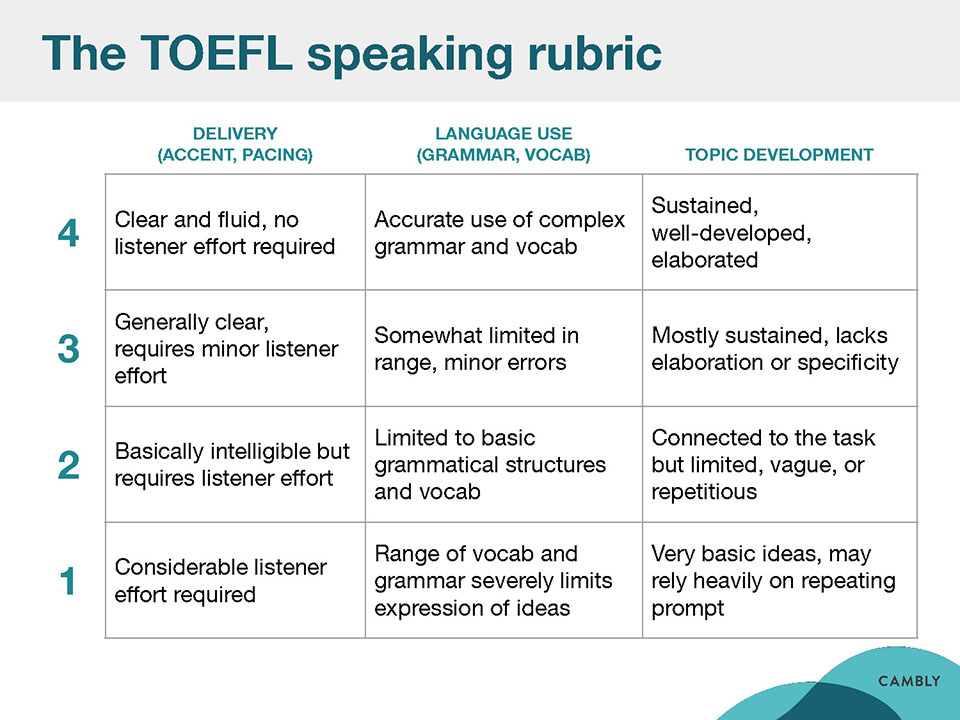 The TOEFL speaking rubric
DELIVERY
(ACCENT, PACING)
LANGUAGE USE
(GRAMMAR, VOCAB)
TOPIC DEVELOPMENT
4
Clear and fluid, no
listener effort required
Accurate use of complex
grammar and vocab
Sustained,
well-developed,
elaborated
3
Generally clear,
requires minor listener
effort
Somewhat limited in
range, minor errors
Mostly sustained, lacks
elaboration or specificity
2
Basically intelligible but
requires listener effort
Limited to basic
grammatical structures
and vocab
Connected to the task
but limited, vague, or
repetitious
1
Considerable listener
effort required
Range of vocab and
grammar severely limits
expression of ideas
Very basic ideas, may
rely heavily on repeating
prompt
CAMBLY